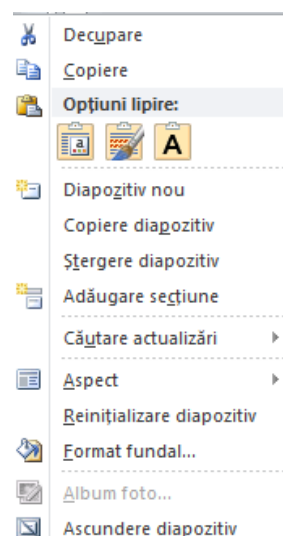 Decupare
Copiere
Opțiuni lipire:
a
A
Diapozitiv nou
Copiere diapozitiv
Ștergere diapozitiv
Adăugare secțiune
Căutare actualizări
Aspect
Reinițializare diapozitiv
Format fundal...
Album foto...
Ascundere diapozitiv